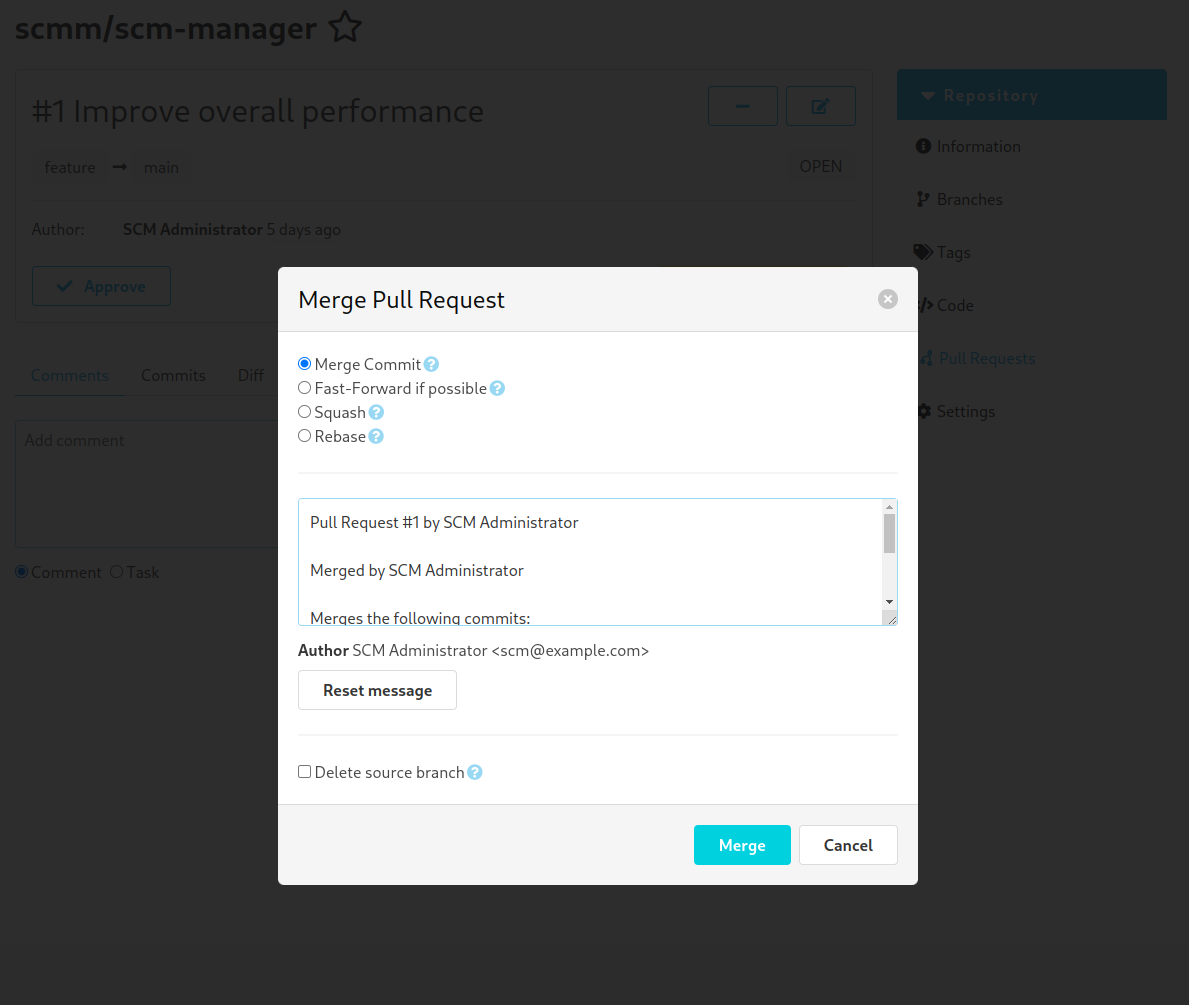 scmm/scm-manager
#1 Improve overall performance
feature → main
OPEN
Author: SCM Administrator 5 days ago
Approve
Comments Commits Diff
Add comment
Comment Task
Repository
Information
Branches
Tags
Code
Pull Requests
Settings
Merge Pull Request
Merge Commit ?
Fast-Forward if possible ?
Squash ?
Rebase ?
Pull Request #1 by SCM Administrator
Merged by SCM Administrator
Merges the following commits:
Author SCM Administrator <scm@example.com>
Reset message
Delete source branch ?
Merge Cancel